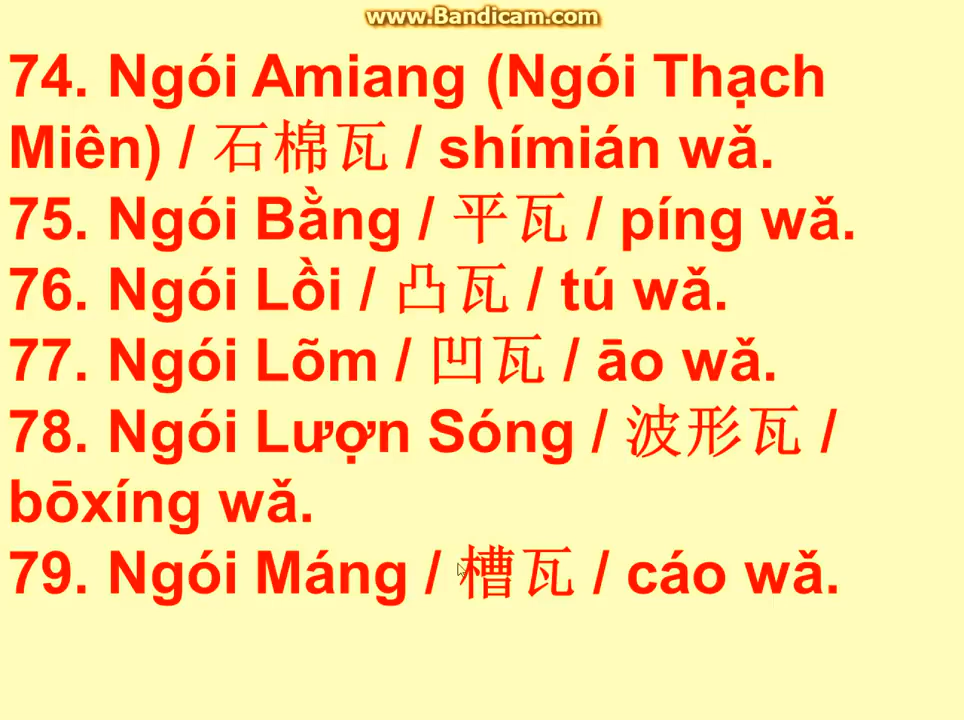 www.Bandicam.com
74. Ngói Amiang (Ngói Thạch
Miên) / 石棉瓦 / shímián wǎ.
75. Ngói Bằng / 平瓦 / píng wǎ.
76. Ngói Lồi / 凸瓦 / tú wǎ.
77. Ngói Lõm / 凹瓦 / āo wǎ.
78. Ngói Lượn Sóng / 波形瓦 /
bōxíng wǎ.
79. Ngói Máng / 槽瓦 / cáo wǎ.